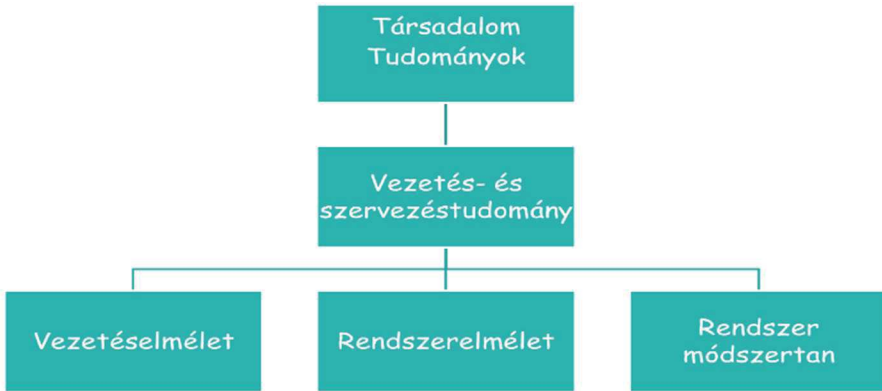 Társadalom
Tudományok
Vezetés- és
szervezéstudomány
Vezetéselmélet
Rendszerelmélet
Rendszer
módszertan